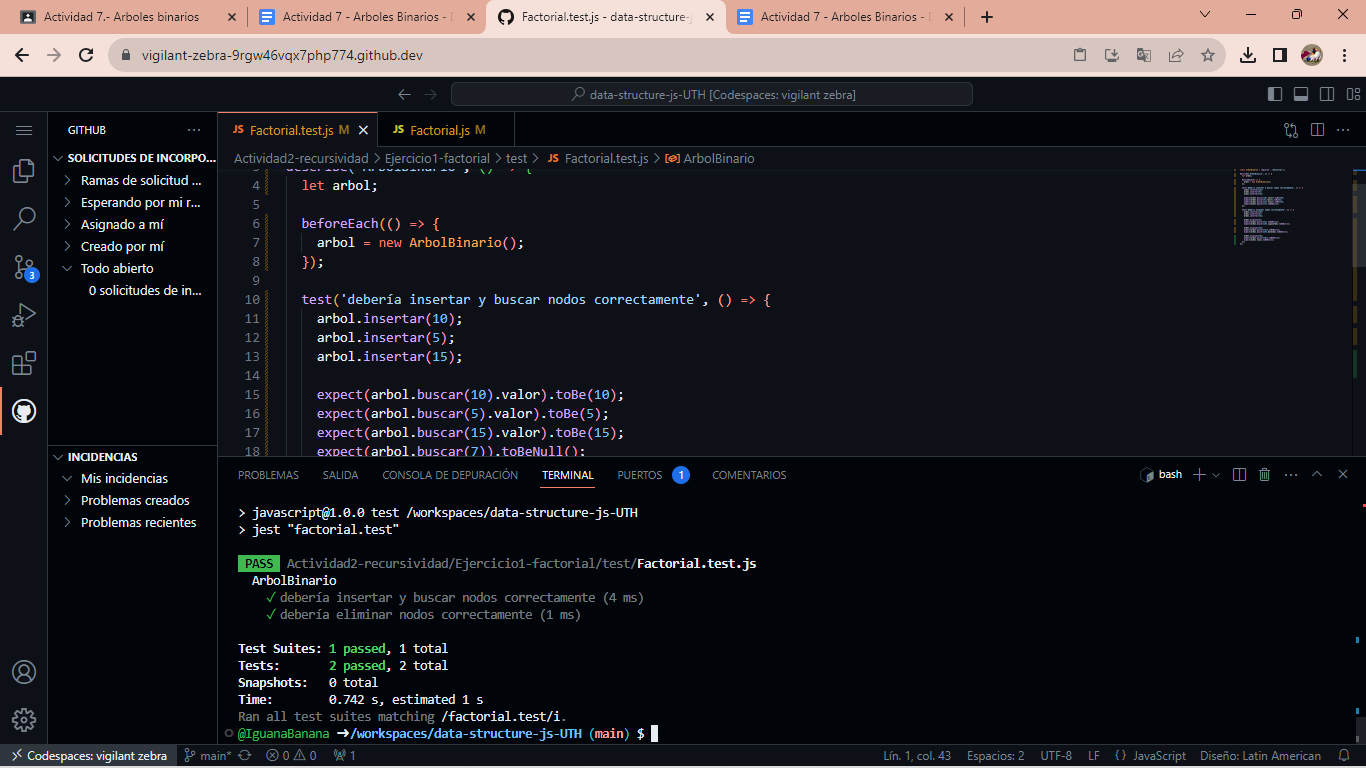 Actividad 7.- Arboles binarios
Actividad 7 - Arboles Binarios - D
Factorial.test.js - data-structure-j
Actividad 7 - Arboles Binarios - D
vigilant-zebra-9rgw46vqx7php774.github.dev
data-structure-js-UTH [Codespaces: vigilant zebra]
GITHUB
JS Factorial.test.js M
JS Factorial.js M
SOLICITUDES DE INCORPO...
Ramas de solicitud ...
Esperando por mi r...
Asignado a mí
Creado por mí
Todo abierto
0 solicitudes de in...
3
INCIDENCIAS
Mis incidencias
Problemas creados
Problemas recientes
Actividad2-recursividad > Ejercicio1-factorial > test > JS Factorial.test.js > ArbolBinario
3 describe('ArbolBinario', () => {
4 let arbol;
5
6 beforeEach(() => {
7 arbol = new ArbolBinario();
8 });
9
10 test('debería insertar y buscar nodos correctamente', () => {
11 arbol.insertar(10);
12 arbol.insertar(5);
13 arbol.insertar(15);
14
15 expect(arbol.buscar(10).valor).toBe(10);
16 expect(arbol.buscar(5).valor).toBe(5);
17 expect(arbol.buscar(15).valor).toBe(15);
18 expect(arbol.buscar(7)).toBeNull();
PROBLEMAS SALIDA CONSOLA DE DEPURACIÓN TERMINAL PUERTOS 1 COMENTARIOS
bash
> javascript@1.0.0 test /workspaces/data-structure-js-UTH
> jest "factorial.test"
PASS Actividad2-recursividad/Ejercicio1-factorial/test/Factorial.test.js
ArbolBinario
✓ debería insertar y buscar nodos correctamente (4 ms)
✓ debería eliminar nodos correctamente (1 ms)
Test Suites: 1 passed, 1 total
Tests: 2 passed, 2 total
Snapshots: 0 total
Time: 0.742 s, estimated 1 s
Ran all test suites matching /factorial.test/i.
@IguanaBanana ➜/workspaces/data-structure-js-UTH (main) $
Codespaces: vigilant zebra main* 0 0 1 Lín. 1, col. 43 Espacios: 2 UTF-8 LF {} JavaScript Diseño: Latin American